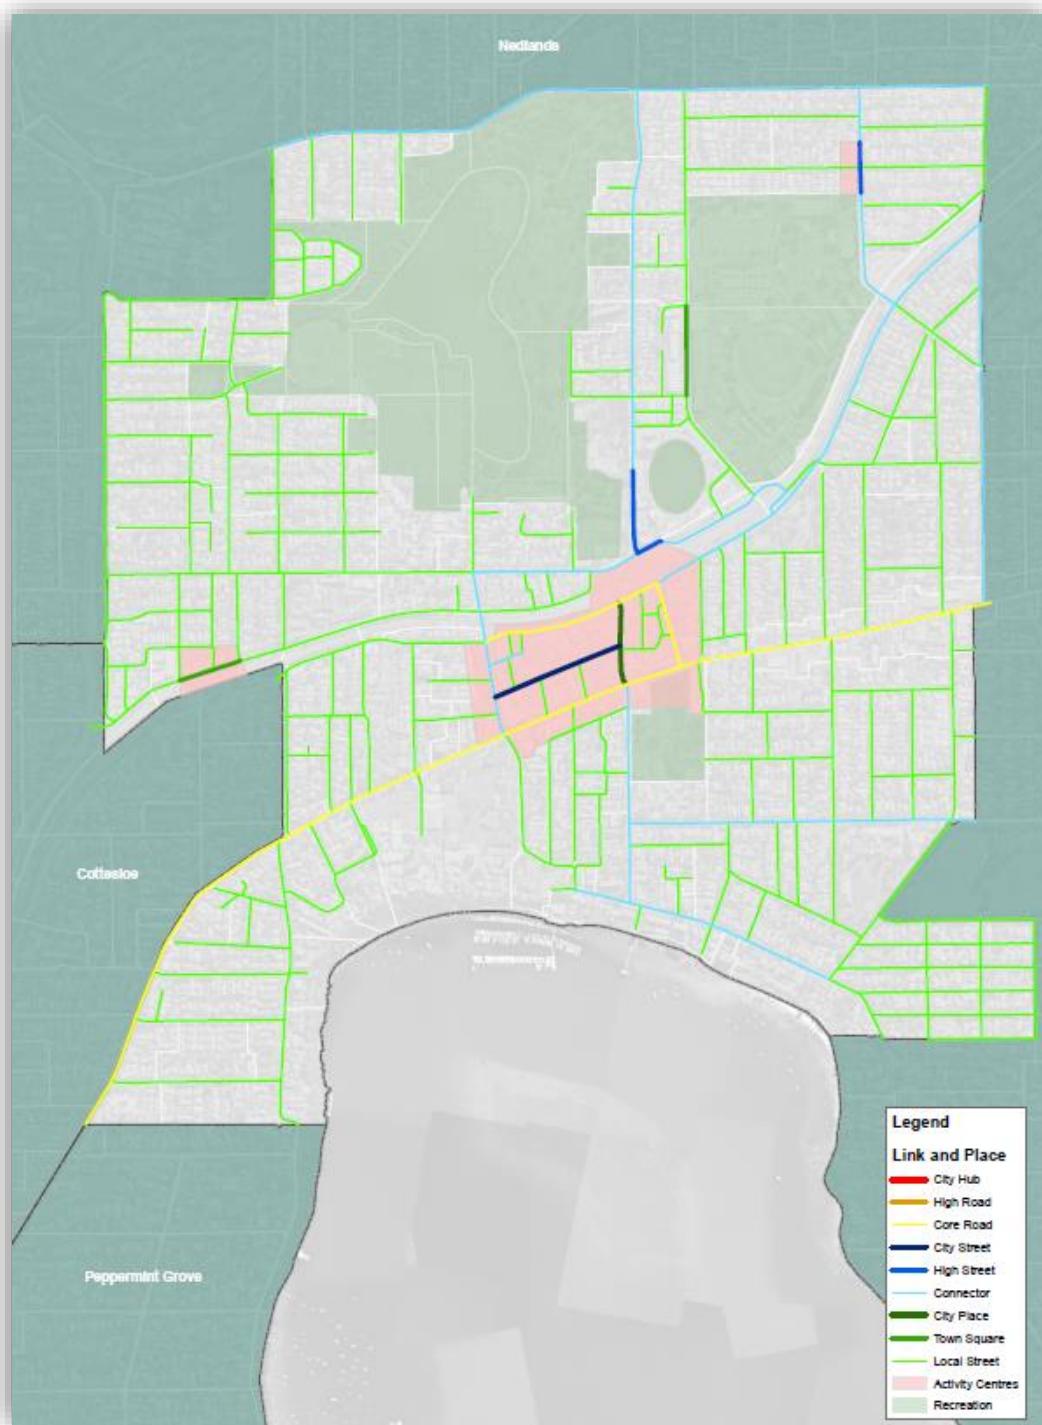 Nedlands
Cottesloe
Peppermint Grove
Legend
Link and Place
City Hub
High Road
Core Road
City Street
High Street
Connector
City Place
Town Square
Local Street
Activity Centres
Recreation